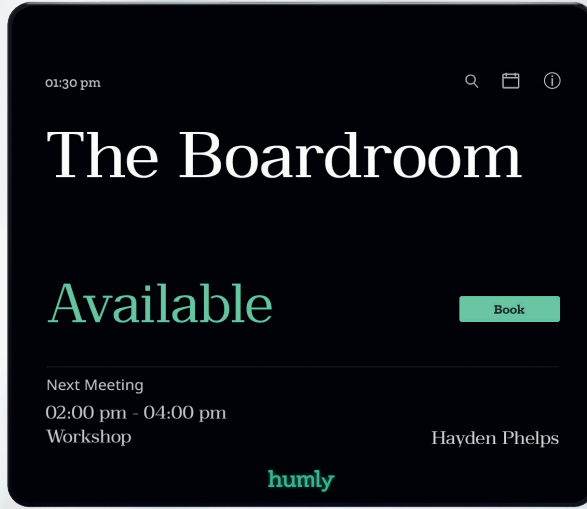 01:30 pm
The Boardroom
Available
Book
Next Meeting
02:00 pm - 04:00 pm
Workshop
Hayden Phelps
humly